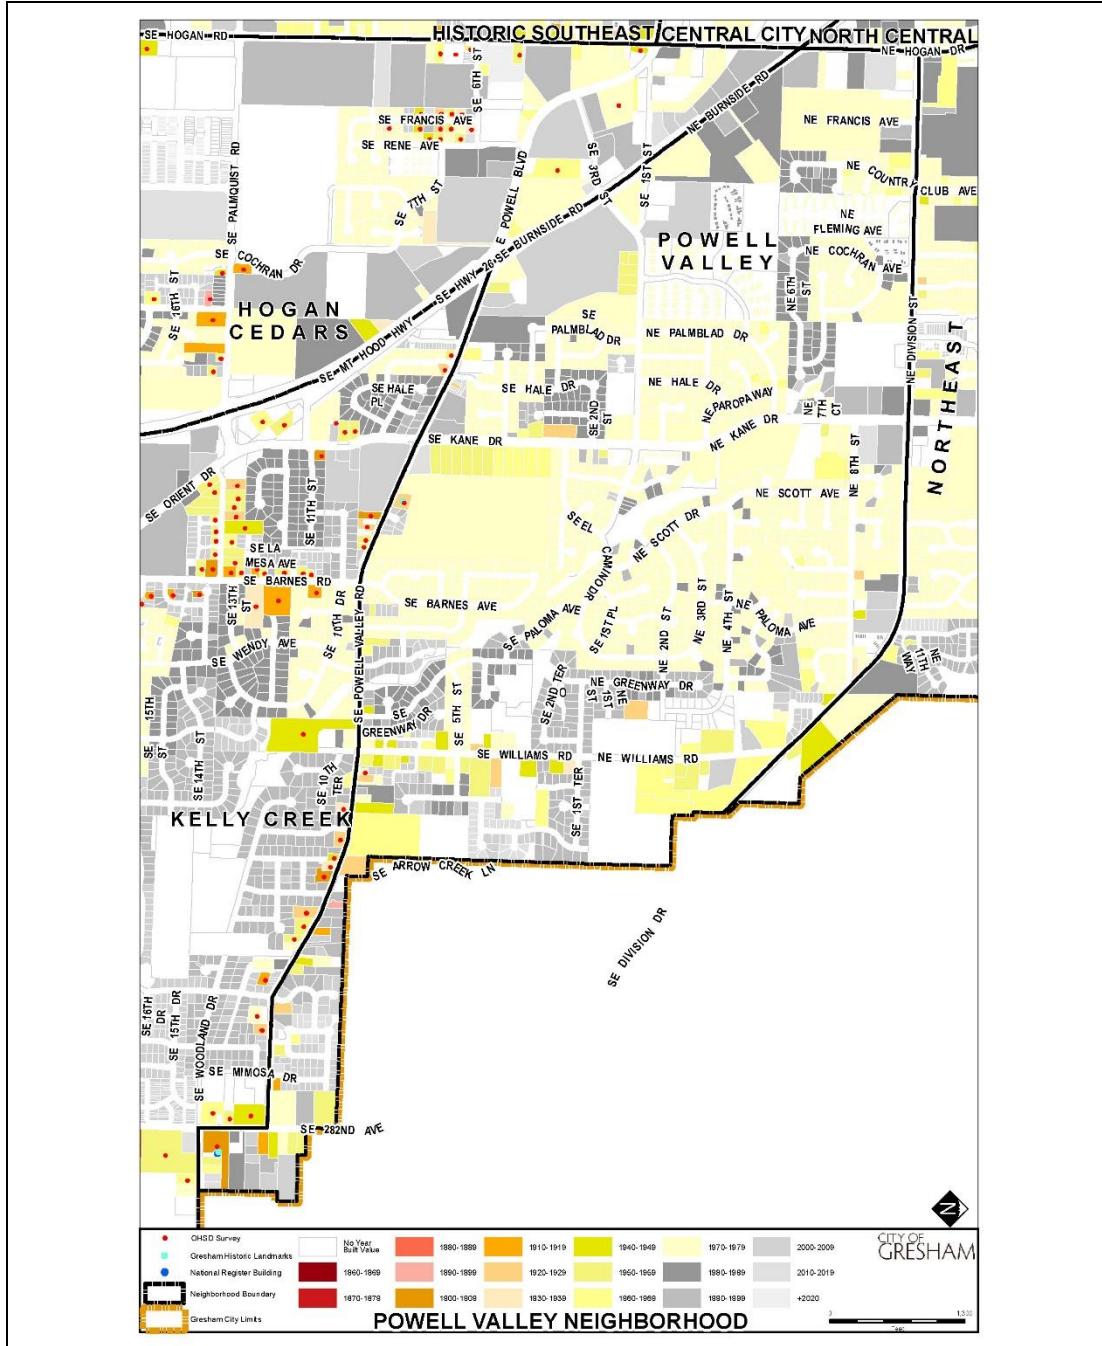 HISTORIC SOUTHEAST
CENTRAL CITY
NORTH CENTRAL
SE HOGAN RD
NE HOGAN DR
SE 6TH ST
SE FRANCIS AVE
SE RENE AVE
SE PALMQUIST RD
SE 7TH ST
E POWELL BLVD
SE 3RD ST
SE 1ST ST
NE BURNSIDE RD
NE FRANCIS AVE
NE COUNTRY
CLUB AVE
NE
FLEMING AVE
NE COCHRAN AVE
NE 6TH
ST
POWELL
VALLEY
SE COCHRAN DR
SE 16TH ST
HOGAN
CEDARS
SE HWY 26
SE BURNSIDE RD
SE MT HOOD HWY
SE
PALMBLAD DR
NE PALMBLAD DR
NE DIVISION ST
NORTHEAST
SE HALE
PL
SE HALE DR
SE 2ND
ST
NE HALE DR
NE PAROPA WAY
NE
7TH
CT
SE KANE DR
NE KANE DR
SE ORIENT DR
SE 11TH ST
NE 8TH ST
NE SCOTT AVE
SE EL
CAMINO DR
NE SCOTT DR
SE LA
MESA AVE
SE BARNES RD
SE 13TH
ST
SE 10TH DR
SE WENDY AVE
SE POWELL VALLEY RD
SE BARNES AVE
SE PALOMA AVE
SE 1ST PL
NE 2ND ST
NE 3RD ST
NE 4TH ST
NE PALOMA AVE
NE
11TH
WAY
SE
GREENWAY DR
SE 5TH ST
SE 2ND TER
NE
1ST
ST
NE GREENWAY DR
SE 15TH
ST
SE 14TH ST
SE 10TH
TER
SE WILLIAMS RD
NE WILLIAMS RD
SE 1ST TER
KELLY CREEK
SE ARROW CREEK LN
SE DIVISION DR
SE 16TH
DR
SE 15TH DR
SE WOODLAND DR
SE MIMOSA DR
SE 282ND AVE
N
OHSD Survey
Gresham Historic Landmarks
National Register Building
Neighborhood Boundary
Gresham City Limits
No Year
Built Value
1860-1869
1870-1879
1880-1889
1890-1899
1900-1909
1910-1919
1920-1929
1930-1939
1940-1949
1950-1959
1960-1969
1970-1979
1980-1989
1990-1999
2000-2009
2010-2019
+2020
CITY OF
GRESHAM
0
1,300
Feet
POWELL VALLEY NEIGHBORHOOD